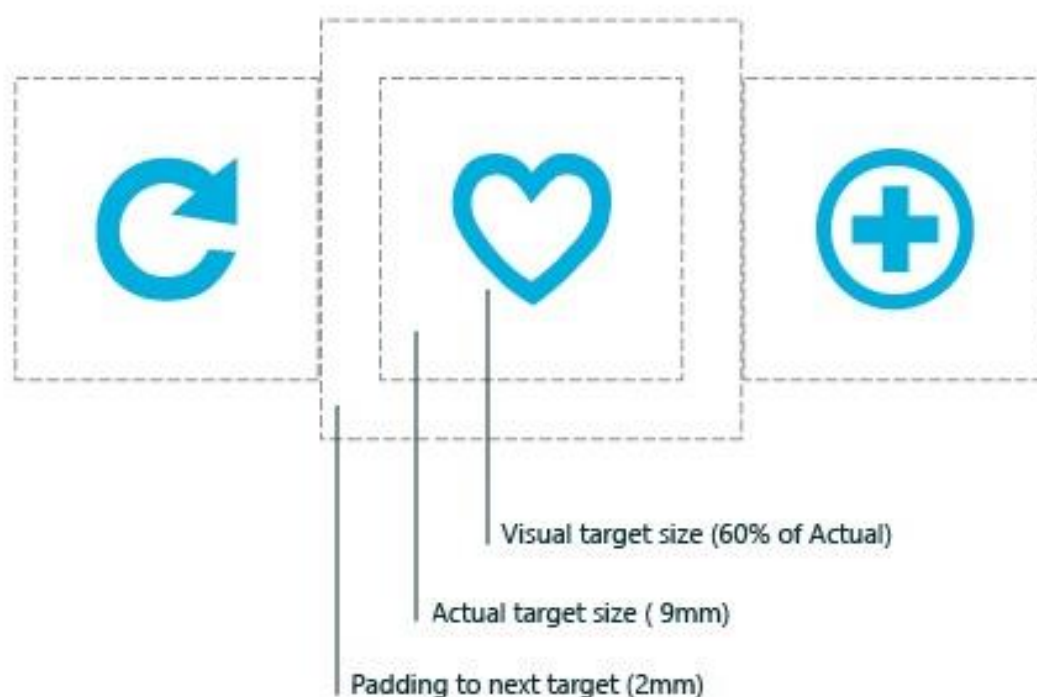 Visual target size (60% of Actual)
Actual target size ( 9mm)
Padding to next target (2mm)